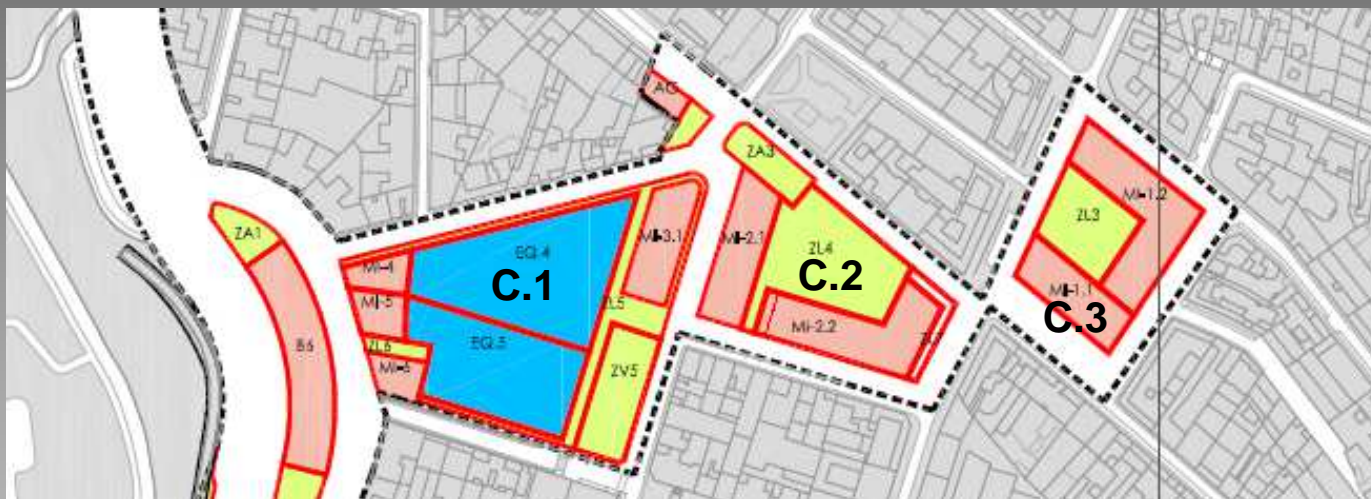 AG
ZA3
MI-1.2
ZL3
ZA1
MI-3.1
MI-2.1
EQ.4
ZL4
MI-4
C.1
C.2
MI-1.1
MI-5
ZL5
C.3
MI-2.2
B6
ZL6
EQ.5
MI-6
ZV5